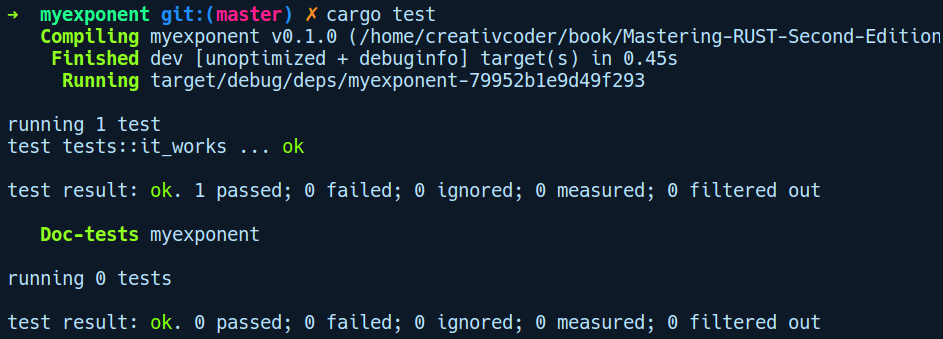 ➜ myexponent git:(master) ✗ cargo test
Compiling myexponent v0.1.0 (/home/creativcoder/book/Mastering-RUST-Second-Edition
Finished dev [unoptimized + debuginfo] target(s) in 0.45s
Running target/debug/deps/myexponent-79952b1e9d49f293
running 1 test
test tests::it_works ... ok
test result: ok. 1 passed; 0 failed; 0 ignored; 0 measured; 0 filtered out
Doc-tests myexponent
running 0 tests
test result: ok. 0 passed; 0 failed; 0 ignored; 0 measured; 0 filtered out